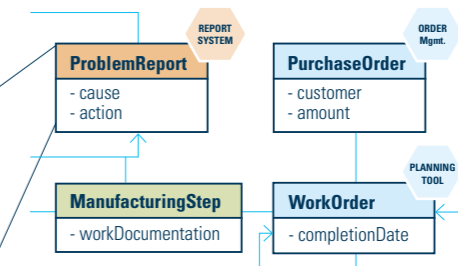 REPORT
SYSTEM
ProblemReport
- cause
- action
ORDER
Mgmt.
PurchaseOrder
- customer
- amount
ManufacturingStep
- workDocumentation
PLANNING
TOOL
WorkOrder
- completionDate